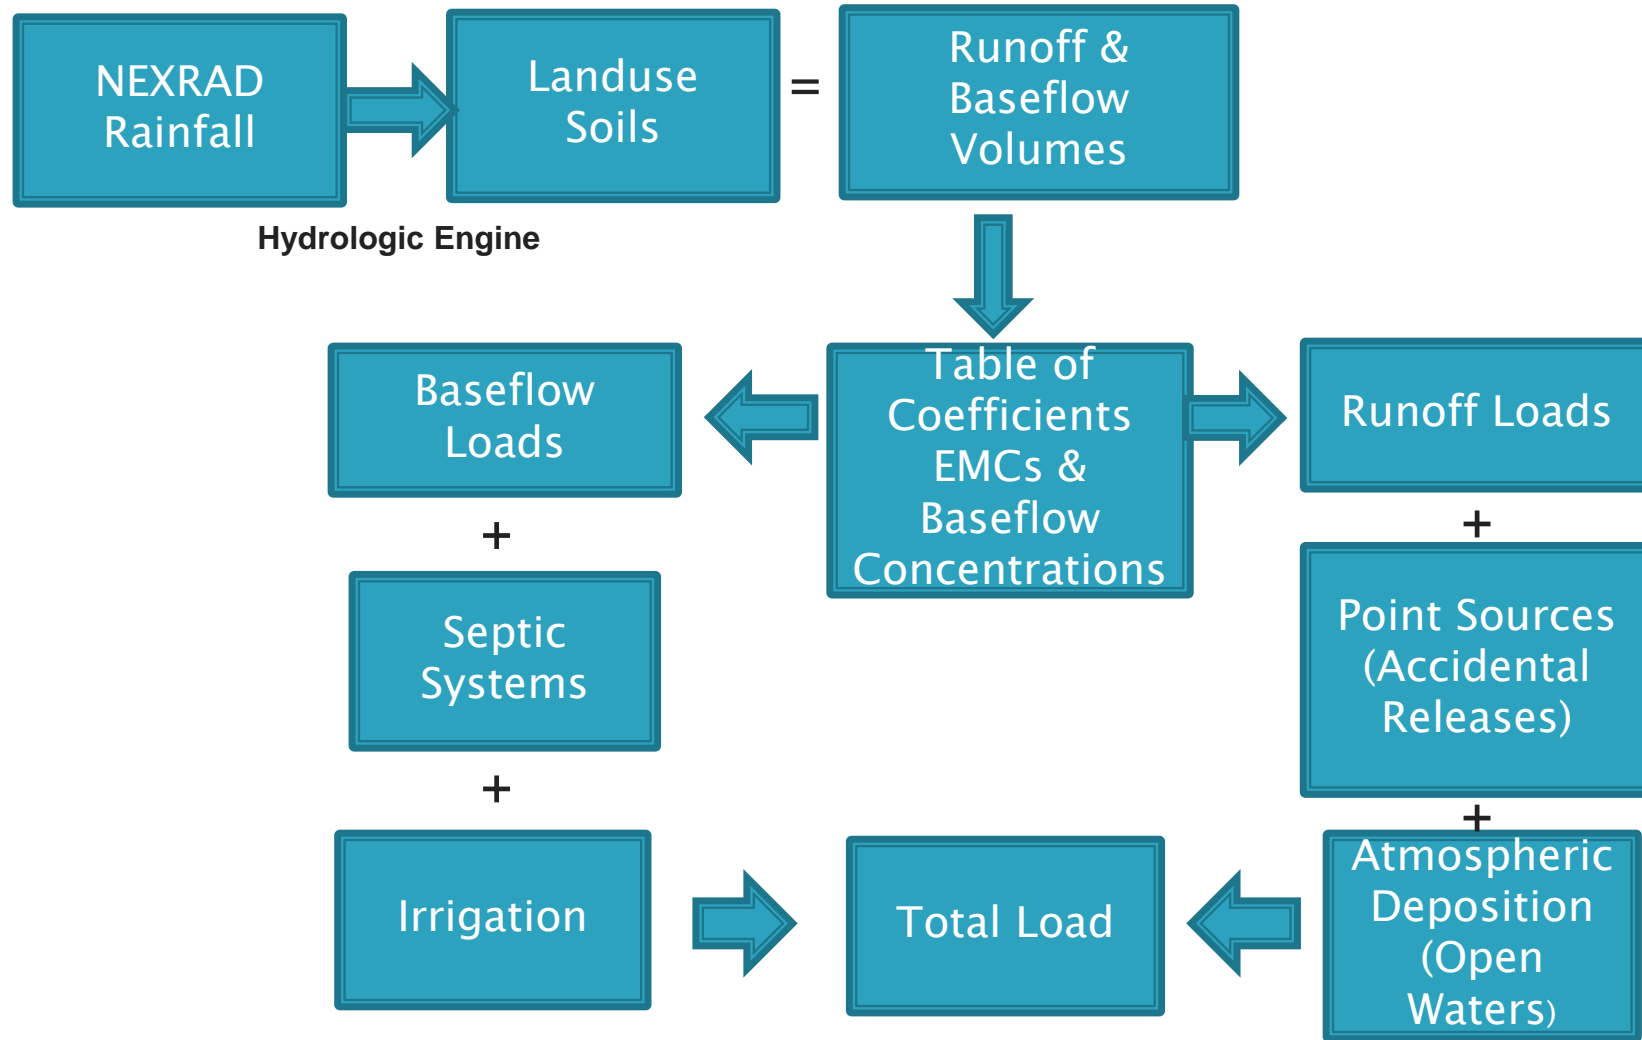 NEXRAD
Rainfall
Landuse
Soils
=
Runoff &
Baseflow
Volumes
Hydrologic Engine
Baseflow
Loads
Table of
Coefficients
EMCs &
Baseflow
Concentrations
Runoff Loads
+
+
Septic
Systems
Point Sources
(Accidental
Releases)
+
+
Irrigation
Total Load
Atmospheric
Deposition
(Open
Waters)